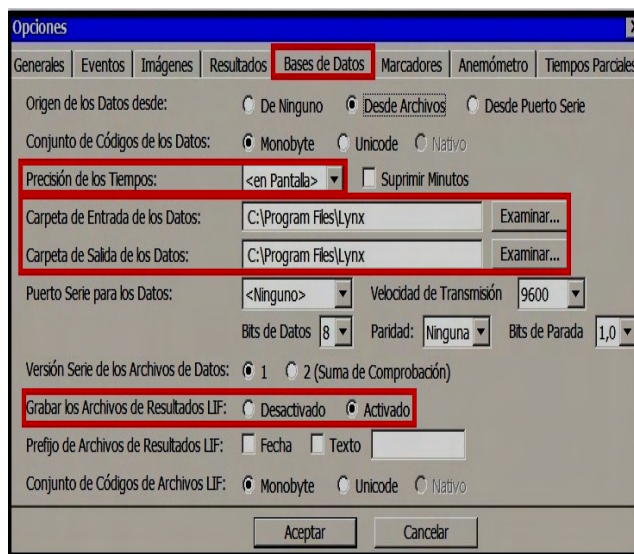 Opciones
Generales Eventos Imágenes Resultados Bases de Datos Marcadores Anemómetro Tiempos Parciales
Origen de los Datos desde: De Ninguno Desde Archivos Desde Puerto Serie
Conjunto de Códigos de los Datos: Monobyte Unicode Nativo
Precisión de los Tiempos: <en Pantalla> Suprimir Minutos
Carpeta de Entrada de los Datos: C:\Program Files\Lynx Examinar...
Carpeta de Salida de los Datos: C:\Program Files\Lynx Examinar...
Puerto Serie para los Datos: <Ninguno> Velocidad de Transmisión 9600
Bits de Datos 8 Paridad: Ninguna Bits de Parada 1,0
Versión Serie de los Archivos de Datos: 1 2 (Suma de Comprobación)
Grabar los Archivos de Resultados LIF: Desactivado Activado
Prefijo de Archivos de Resultados LIF: Fecha Texto
Conjunto de Códigos de Archivos LIF: Monobyte Unicode Nativo
Aceptar Cancelar